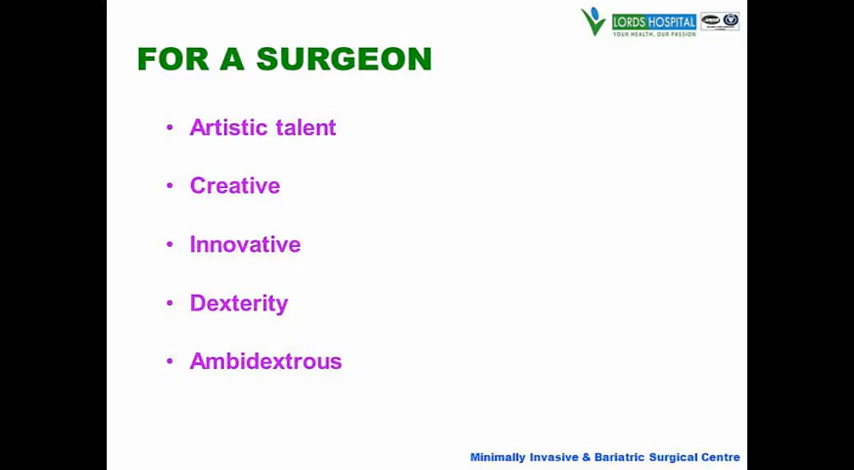 LORDS HOSPITAL
YOUR HEALTH, OUR PASSION
FOR A SURGEON
• Artistic talent
• Creative
• Innovative
• Dexterity
• Ambidextrous
Minimally Invasive & Bariatric Surgical Centre